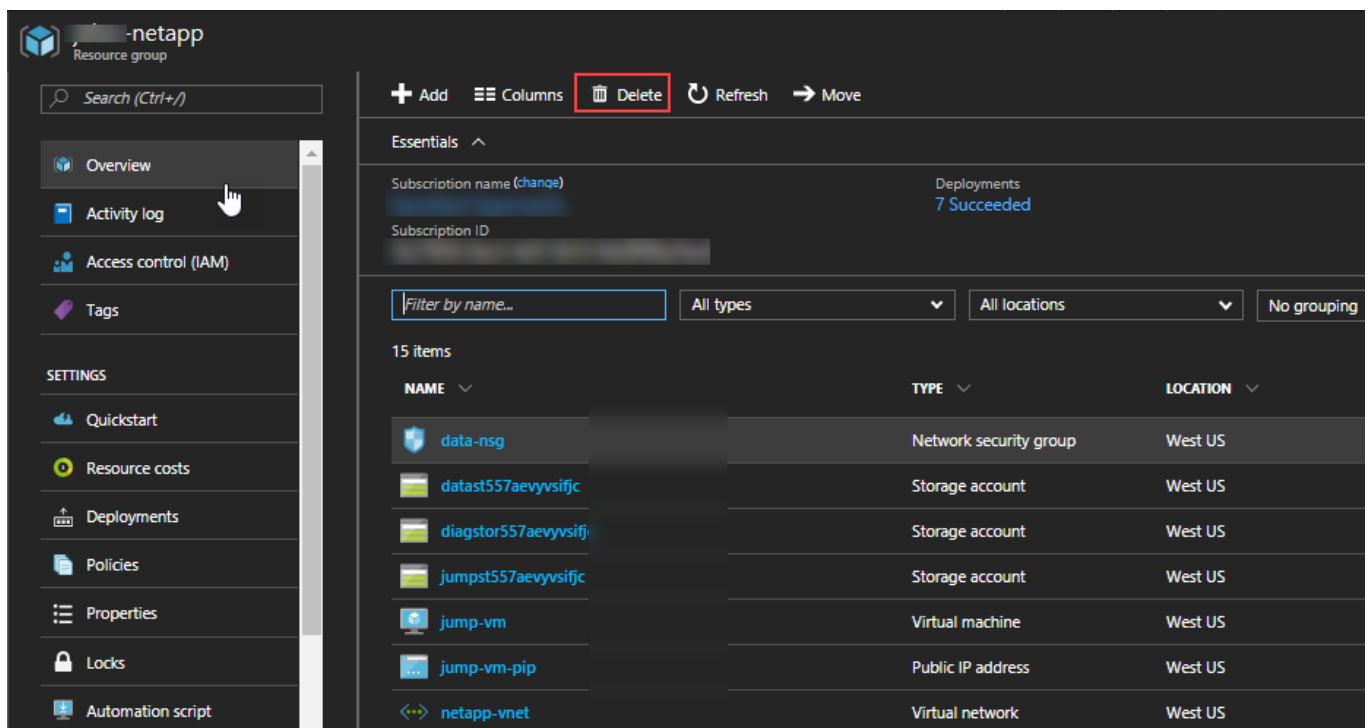 -netapp
Resource group
Search (Ctrl+/)
Add Columns Delete Refresh Move
Essentials
Overview
Activity log
Access control (IAM)
Tags
SETTINGS
Quickstart
Resource costs
Deployments
Policies
Properties
Locks
Automation script
Subscription name (change)
Deployments
7 Succeeded
Subscription ID
Filter by name... All types All locations No grouping
15 items
NAME TYPE LOCATION
data-nsg Network security group West US
datast557aevyvsifjc Storage account West US
diagstor557aevyvsifj Storage account West US
jumpst557aevyvsifjc Storage account West US
jump-vm Virtual machine West US
jump-vm-pip Public IP address West US
netapp-vnet Virtual network West US